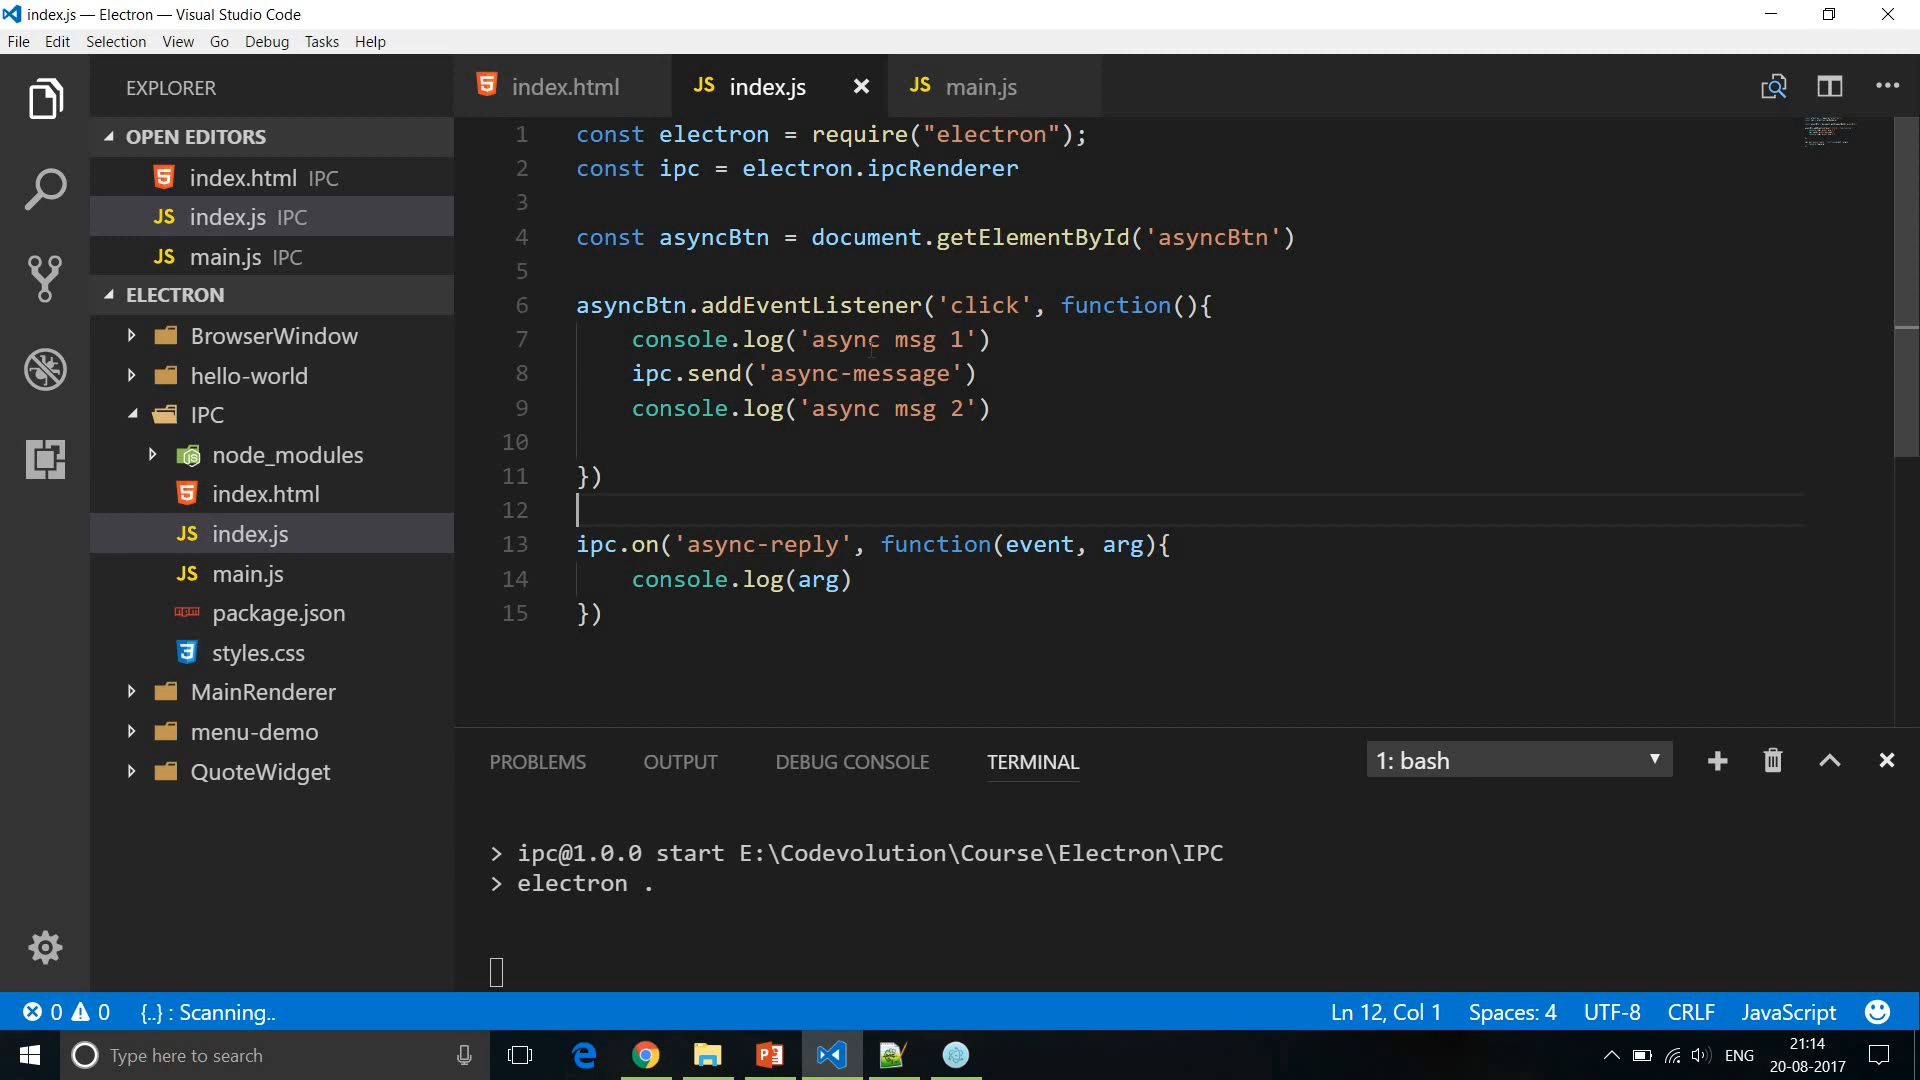 index.js — Electron — Visual Studio Code
File Edit Selection View Go Debug Tasks Help
EXPLORER
OPEN EDITORS
index.html IPC
index.js IPC
main.js IPC
ELECTRON
BrowserWindow
hello-world
IPC
node_modules
index.html
index.js
main.js
package.json
styles.css
MainRenderer
menu-demo
QuoteWidget
index.html JS index.js JS main.js
1 const electron = require("electron");
2 const ipc = electron.ipcRenderer
3
4 const asyncBtn = document.getElementById('asyncBtn')
5
6 asyncBtn.addEventListener('click', function(){
7 console.log('async msg 1')
8 ipc.send('async-message')
9 console.log('async msg 2')
10
11 })
12
13 ipc.on('async-reply', function(event, arg){
14 console.log(arg)
15 })
PROBLEMS OUTPUT DEBUG CONSOLE TERMINAL 1: bash
> ipc@1.0.0 start E:\Codevolution\Course\Electron\IPC
> electron .
0 0 {..} : Scanning.. Ln 12, Col 1 Spaces: 4 UTF-8 CRLF JavaScript
Type here to search ENG 21:14
20-08-2017